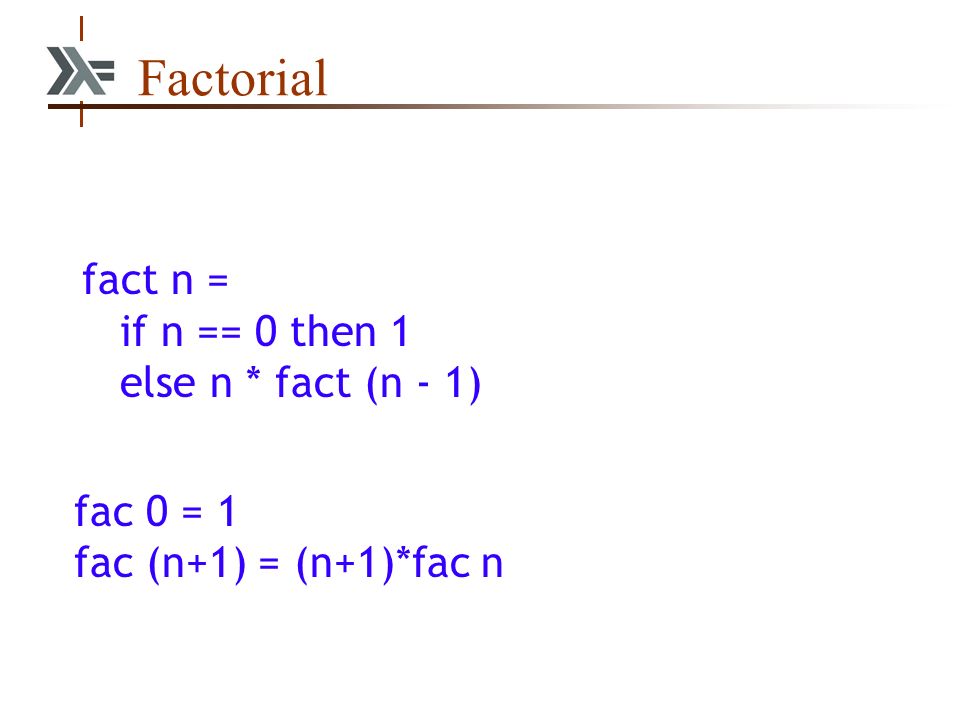 Factorial
fact n =
if n == 0 then 1
else n * fact (n - 1)
fac 0 = 1
fac (n+1) = (n+1)*fac n